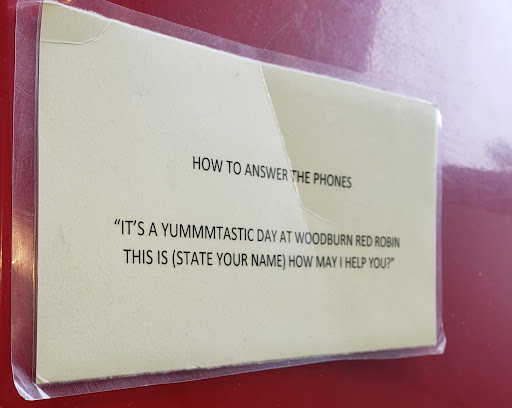 HOW TO ANSWER THE PHONES
“IT’S A YUMMMTASTIC DAY AT WOODBURN RED ROBIN
THIS IS (STATE YOUR NAME) HOW MAY I HELP YOU?”